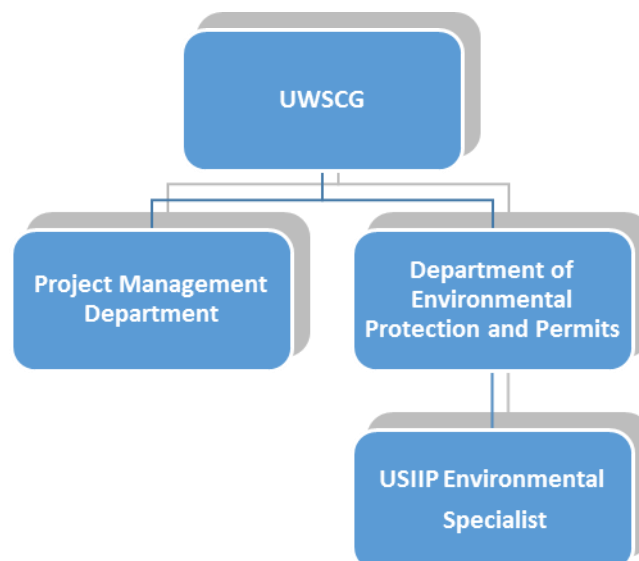 UWSCG
Project Management
Department
Department of
Environmental
Protection and Permits
USIIP Environmental
Specialist